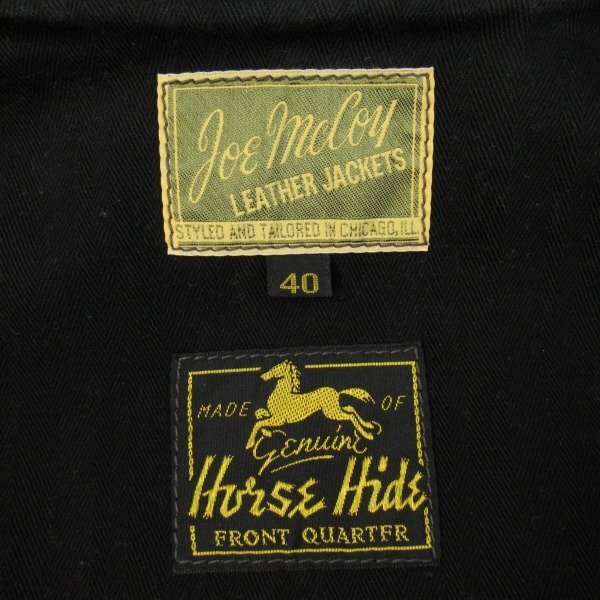 Joe McCoy
LEATHER JACKETS
STYLED AND TAILORED IN CHICAGO, ILL
40
MADE OF
Genuine
Horse Hide
FRONT QUARTER